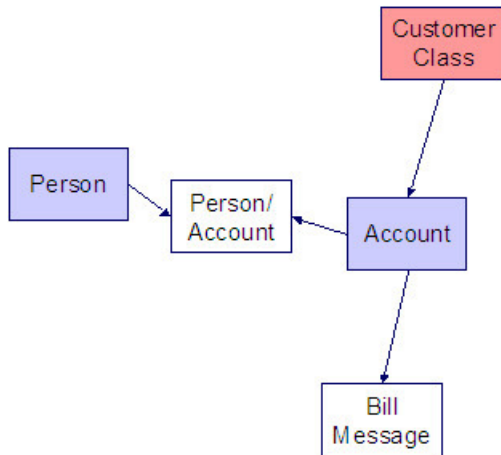 Customer
Class
Person
Person/
Account
Account
Bill
Message